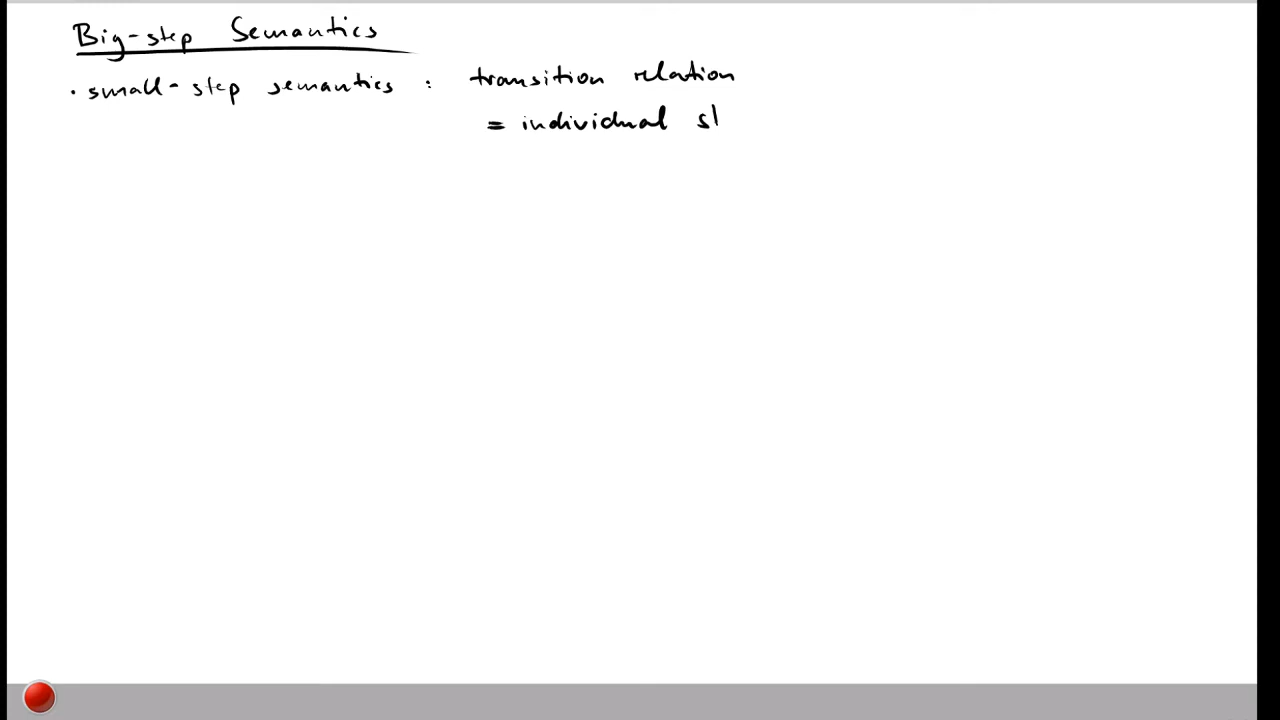 Big-step Semantics
• small-step semantics : transition relation
= individual